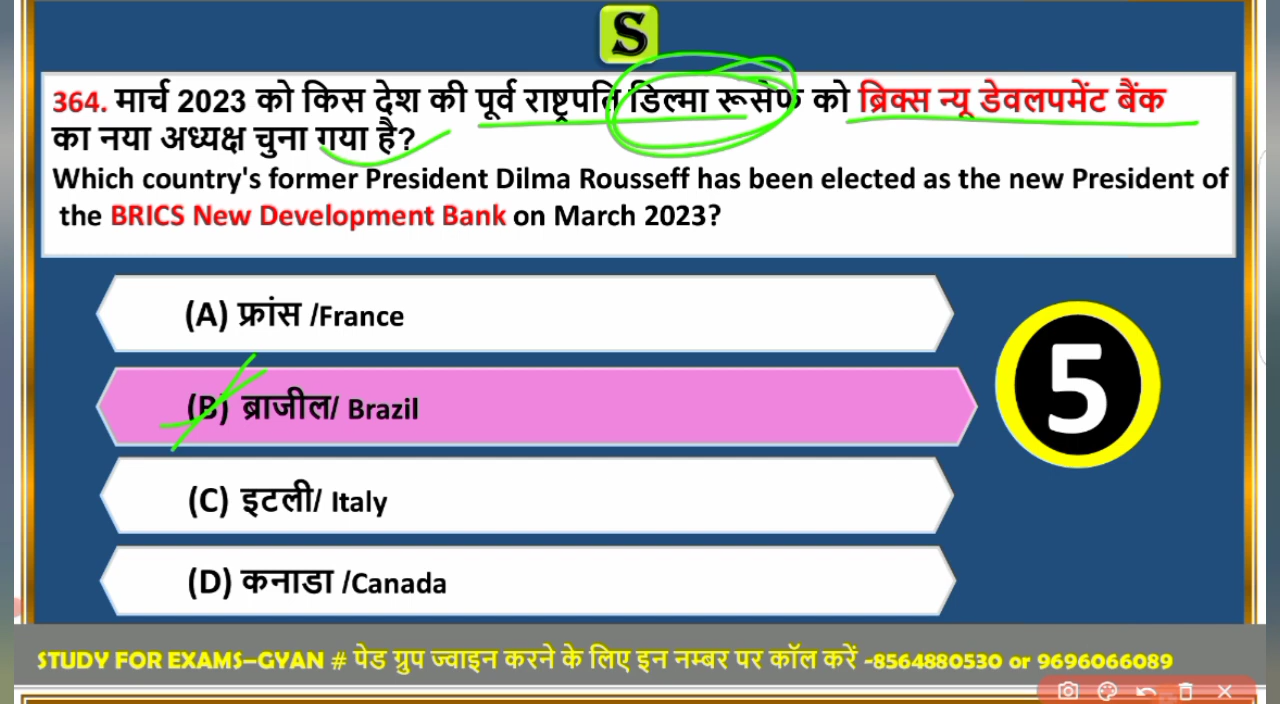 S
364. मार्च 2023 को किस देश की पूर्व राष्ट्रपति डिल्मा रूसेफ को ब्रिक्स न्यू डेवलपमेंट बैंक
का नया अध्यक्ष चुना गया है?
Which country's former President Dilma Rousseff has been elected as the new President of
the BRICS New Development Bank on March 2023?
(A) फ्रांस /France
(B) ब्राजील/ Brazil
5
(C) इटली/ Italy
(D) कनाडा /Canada
STUDY FOR EXAMS–GYAN # पेड ग्रुप ज्वाइन करने के लिए इन नम्बर पर कॉल करें -8564880530 or 9696066089